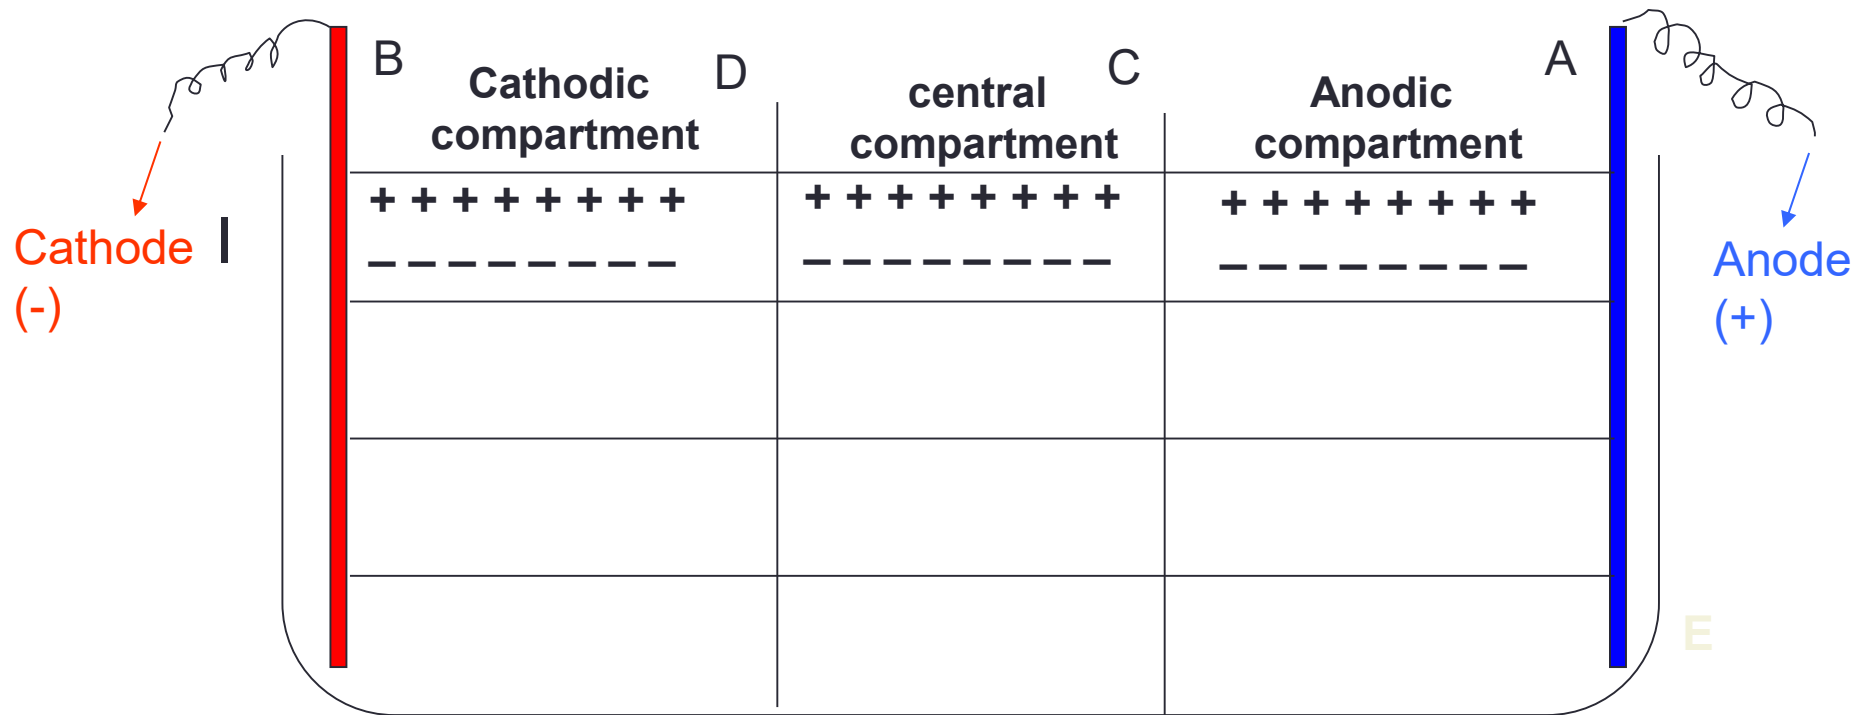 B
D
C
A
Cathodic
compartment
central
compartment
Anodic
compartment
+ + + + + + + +
+ + + + + + + +
+ + + + + + + +
– – – – – – – –
– – – – – – – –
– – – – – – – –
Cathode
(-)
I
Anode
(+)
E